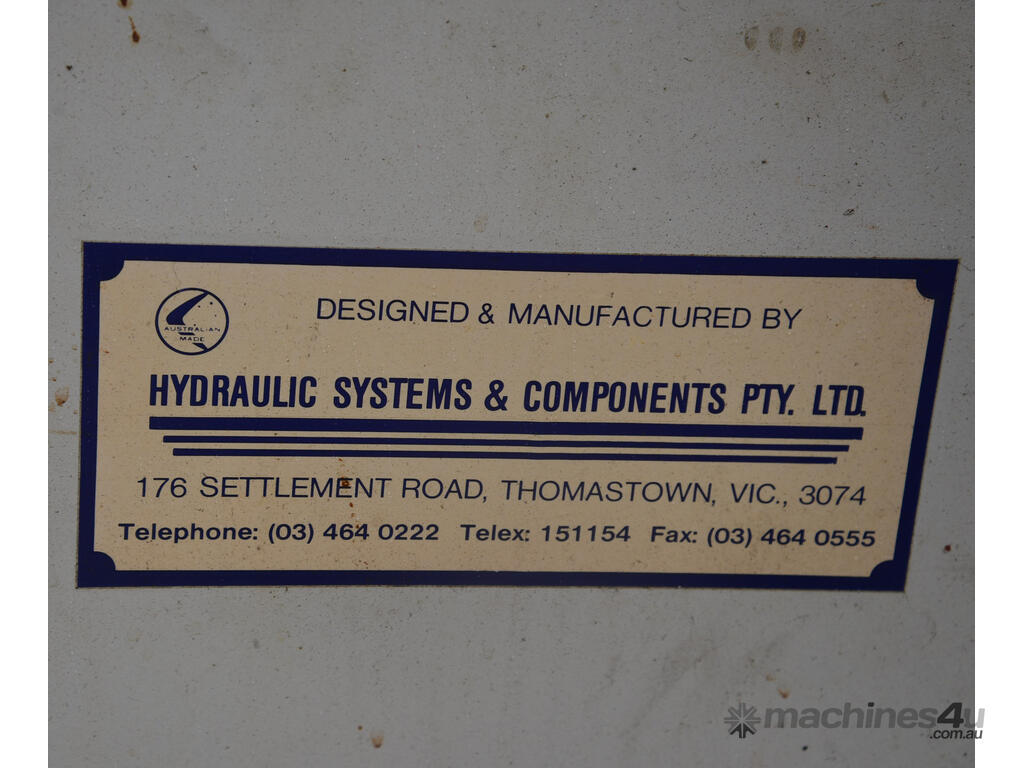 AUSTRALIAN
MADE
DESIGNED & MANUFACTURED BY
HYDRAULIC SYSTEMS & COMPONENTS PTY. LTD.
176 SETTLEMENT ROAD, THOMASTOWN, VIC., 3074
Telephone: (03) 464 0222 Telex: 151154 Fax: (03) 464 0555
machines4u
.com.au